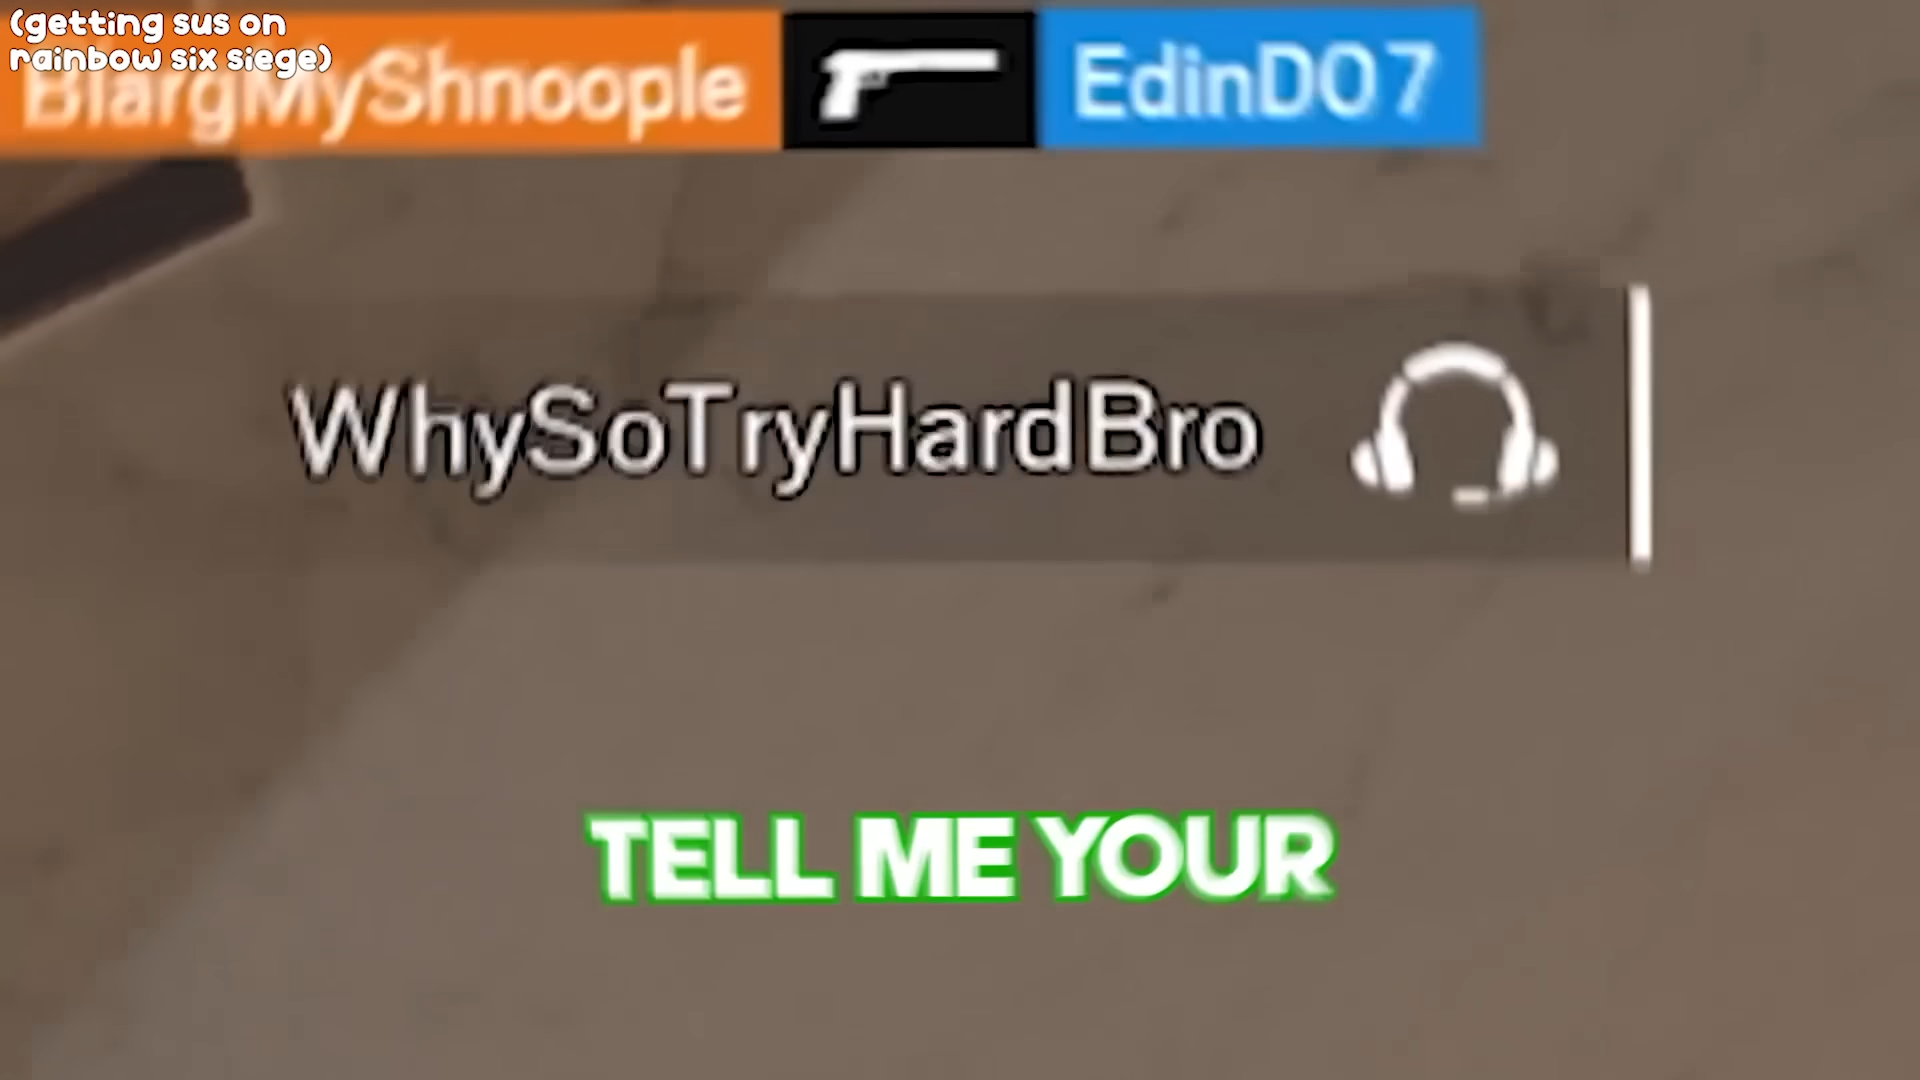 (getting sus on
rainbow six siege)
BlargMyShnoople EdinD07
WhySoTryHardBro
TELL ME YOUR